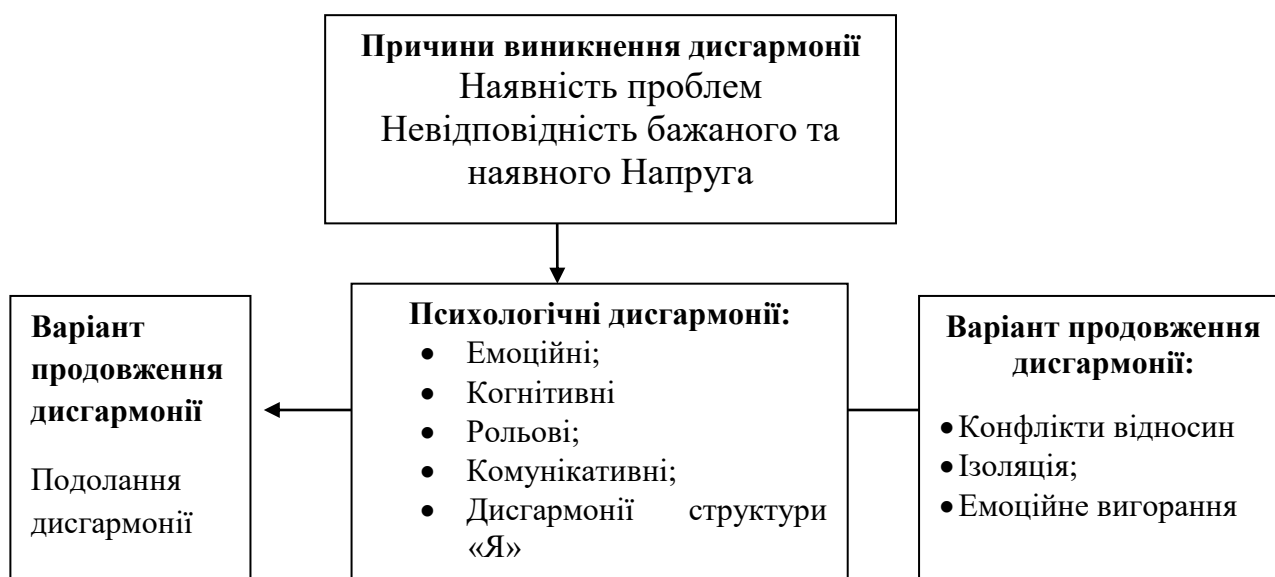 Причини виникнення дисгармонії
Наявність проблем
Невідповідність бажаного та
наявного Напруга
Варіант
продовження
дисгармонії
Подолання
дисгармонії
Психологічні дисгармонії:
• Емоційні;
• Когнітивні
• Рольові;
• Комунікативні;
• Дисгармонії структури
«Я»
Варіант продовження
дисгармонії:
• Конфлікти відносин
• Ізоляція;
• Емоційне вигорання